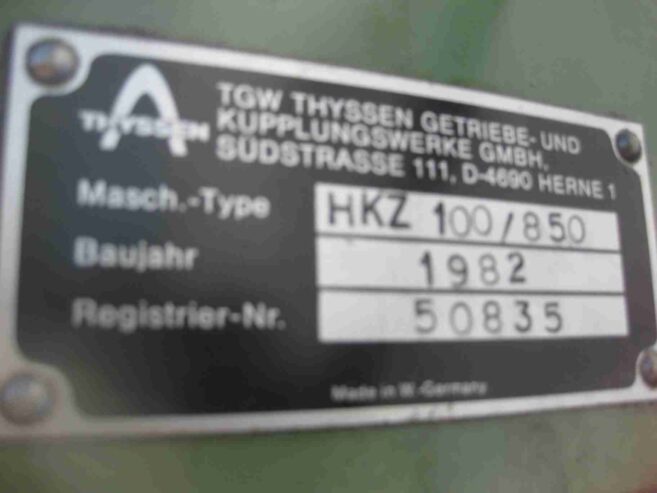 THYSSEN
TGW THYSSEN GETRIEBE- UND
KUPPLUNGSWERKE GMBH,
SÜDSTRASSE 111, D-4690 HERNE 1
Masch.-Type HKZ 100/850
Baujahr 1982
Registrier-Nr. 50835
Made in W.-Germany